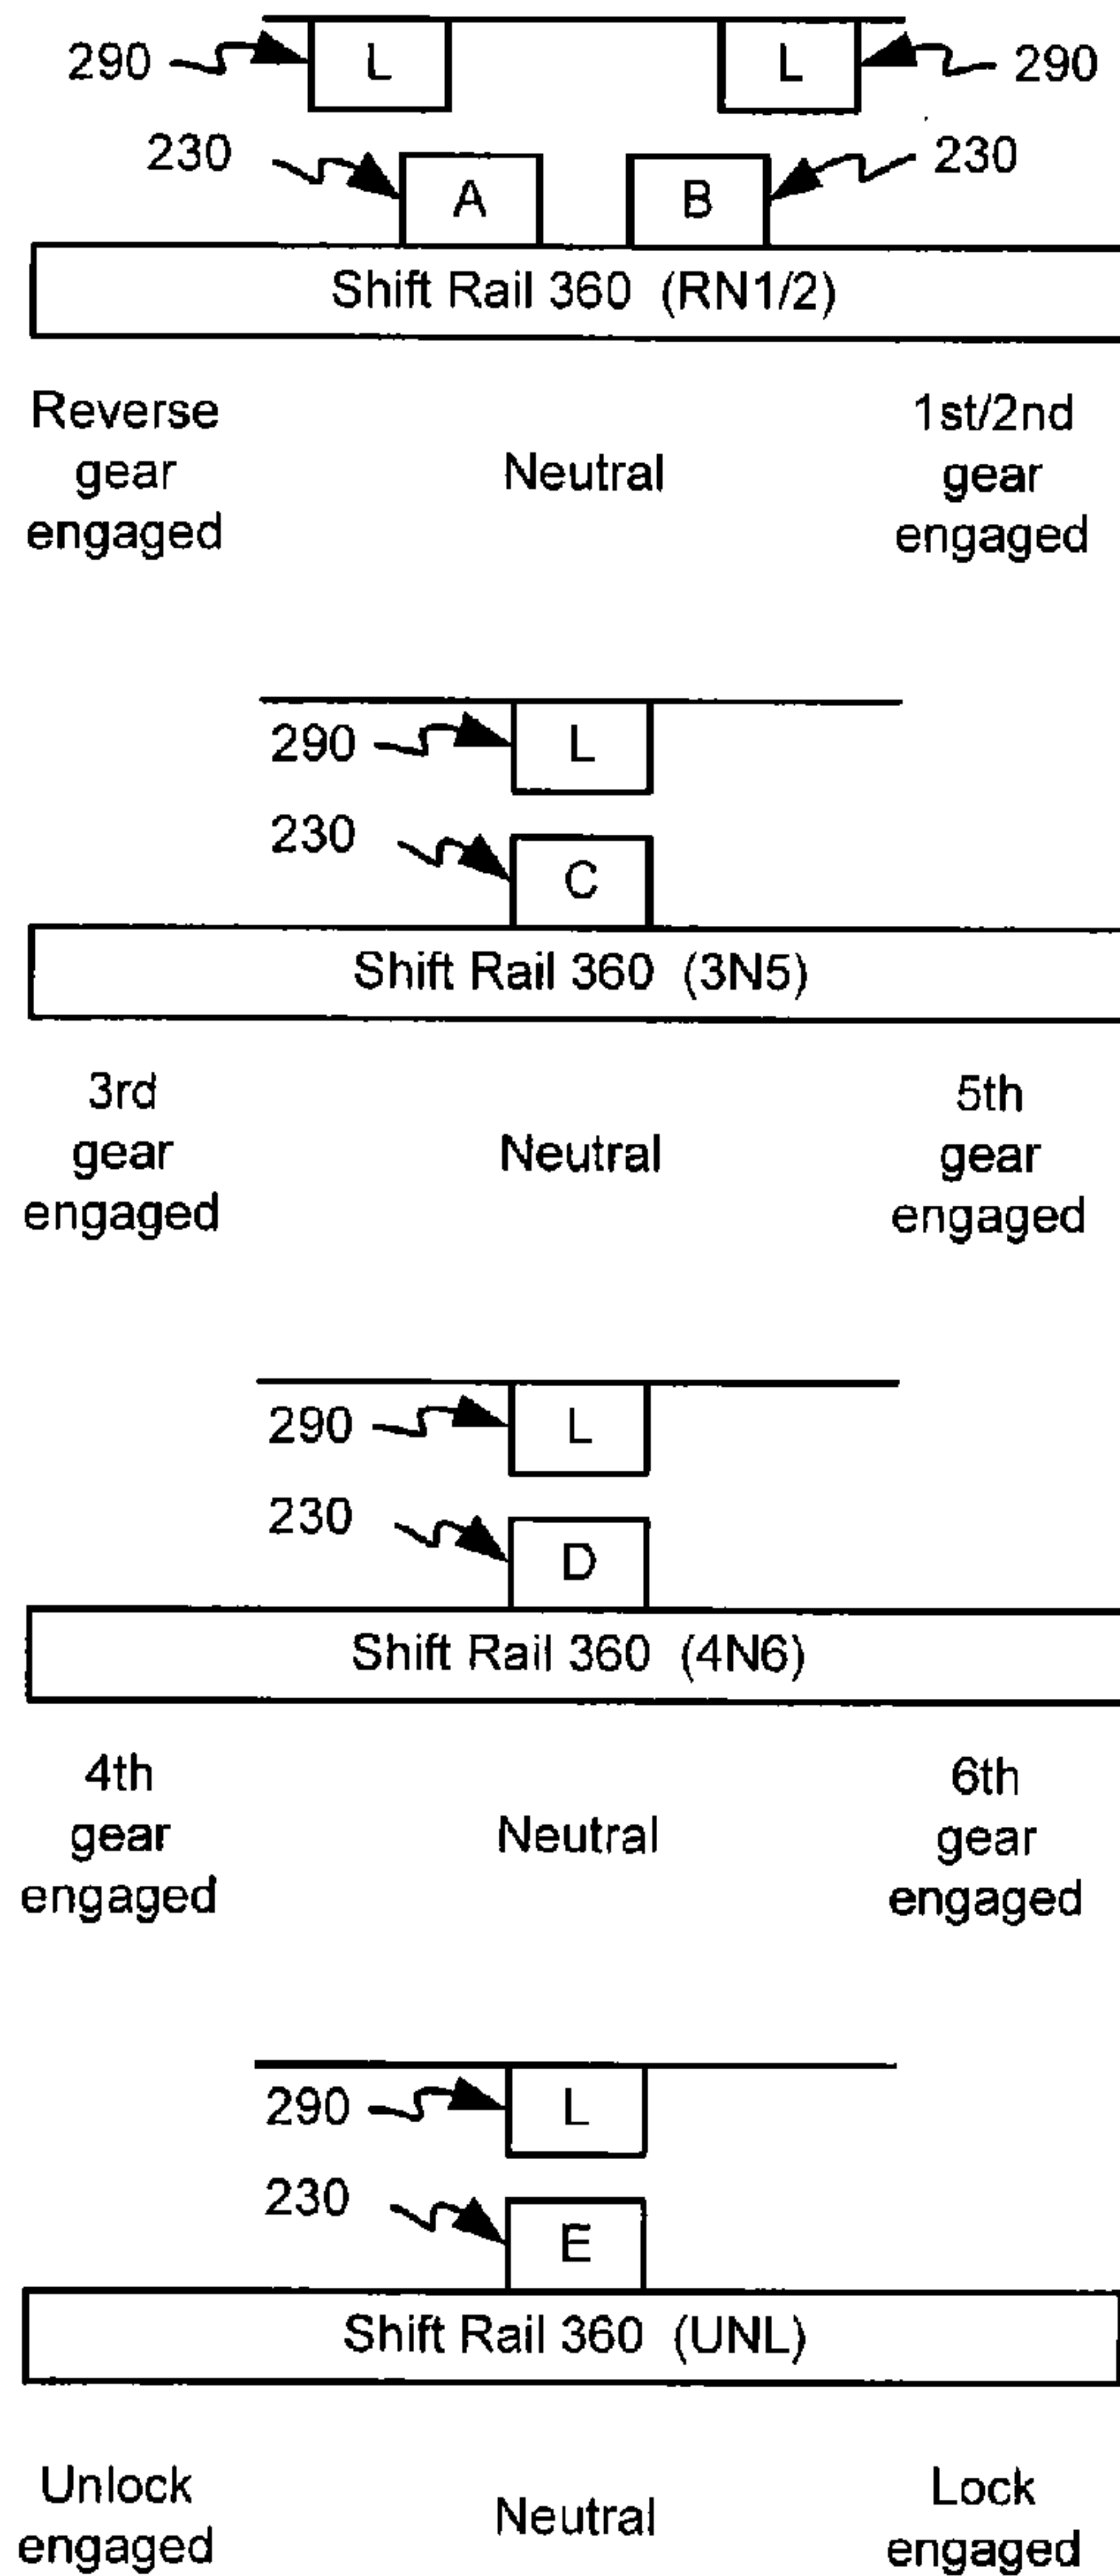 290 L L 290
230 A B 230
Shift Rail 360 (RN1/2)
Reverse
gear
engaged
Neutral
1st/2nd
gear
engaged
290 L
230 C
Shift Rail 360 (3N5)
3rd
gear
engaged
Neutral
5th
gear
engaged
290 L
230 D
Shift Rail 360 (4N6)
4th
gear
engaged
Neutral
6th
gear
engaged
290 L
230 E
Shift Rail 360 (UNL)
Unlock
engaged
Neutral
Lock
engaged